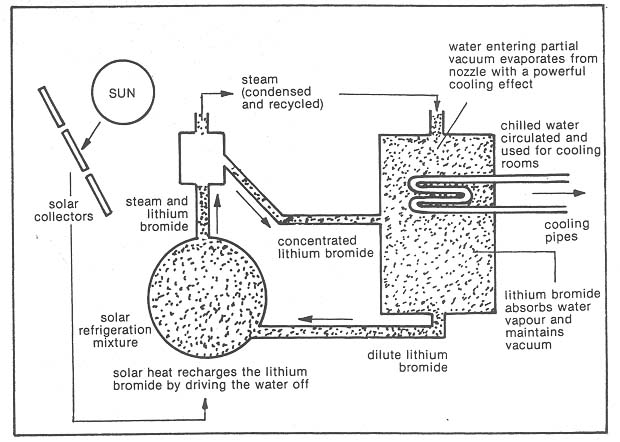 SUN
solar
collectors
steam
(condensed
and recycled)
water entering partial
vacuum evaporates from
nozzle with a powerful
cooling effect
chilled water
circulated and
used for cooling
rooms
steam and
lithium
bromide
concentrated
lithium bromide
cooling
pipes
solar
refrigeration
mixture
lithium bromide
absorbs water
vapour and
maintains
vacuum
dilute lithium
bromide
solar heat recharges the lithium
bromide by driving the water off